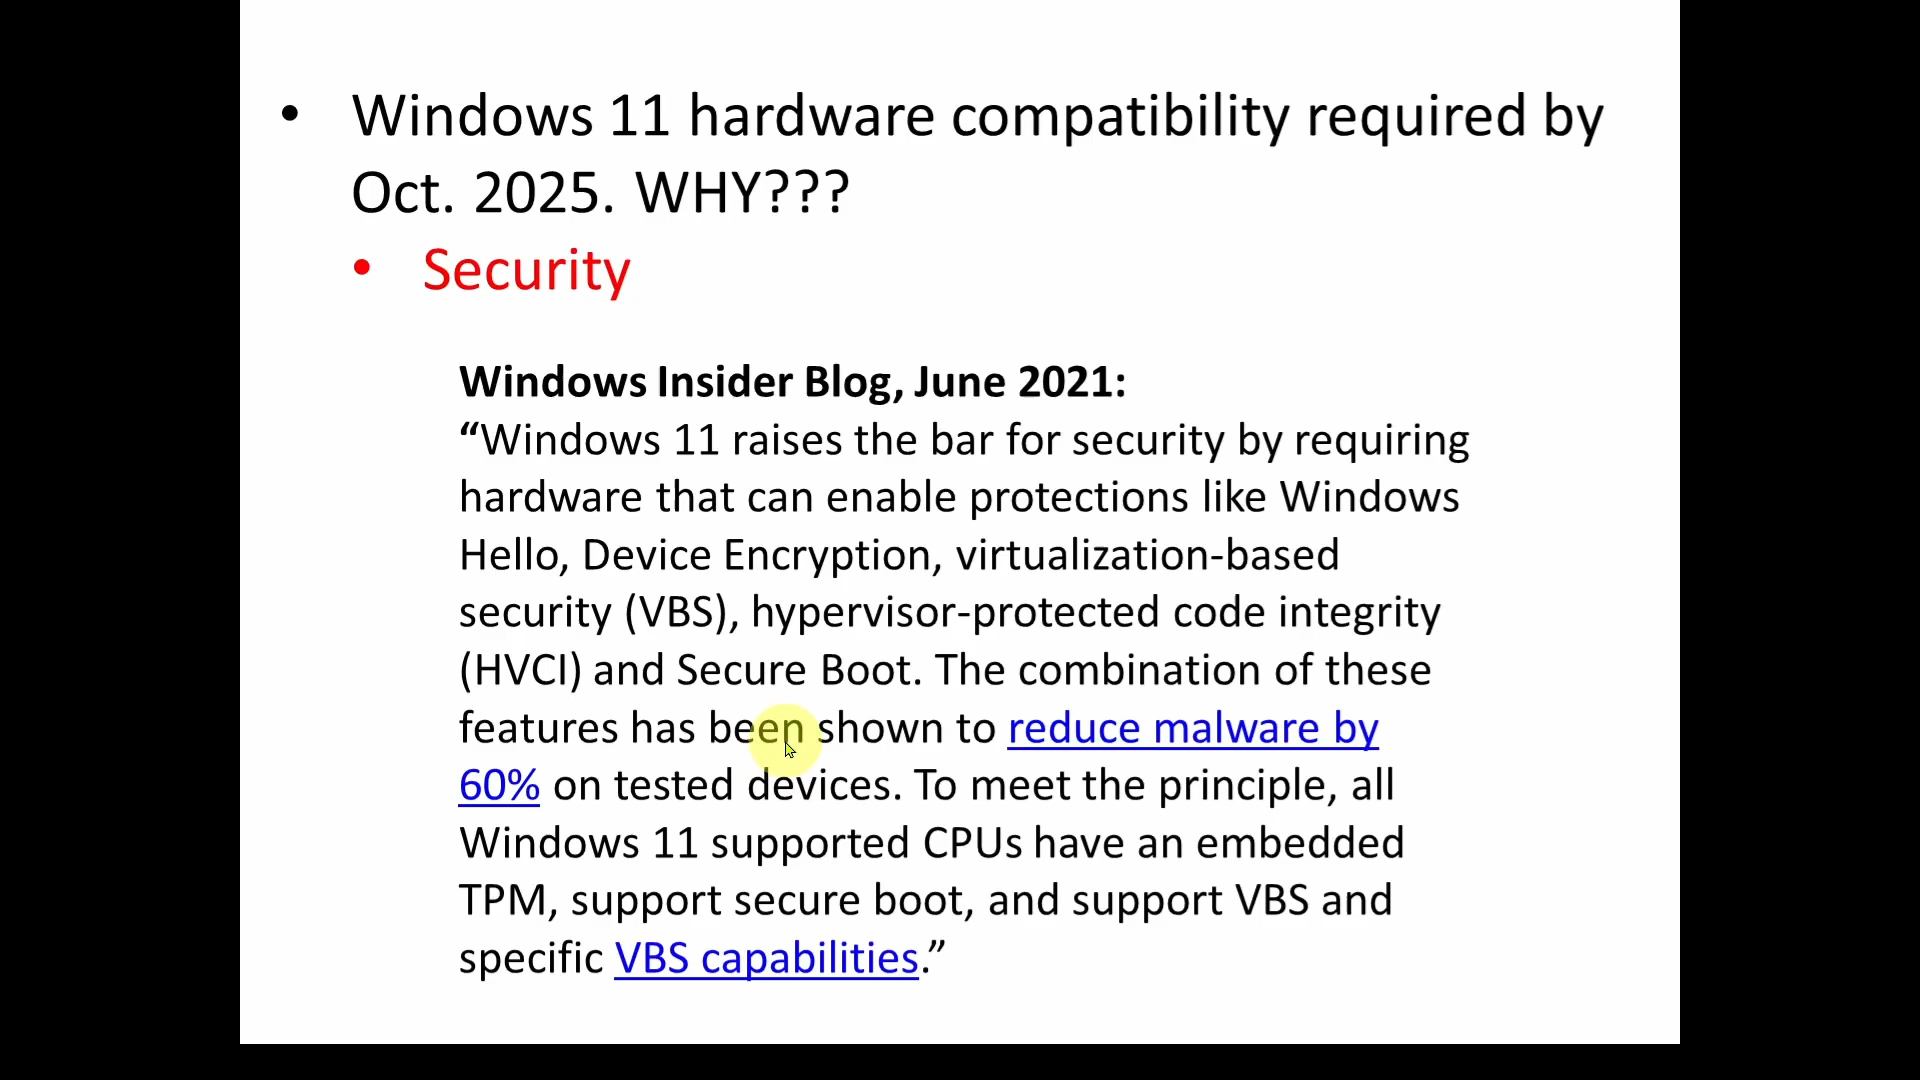 • Windows 11 hardware compatibility required by
Oct. 2025. WHY???
• Security
Windows Insider Blog, June 2021:
“Windows 11 raises the bar for security by requiring
hardware that can enable protections like Windows
Hello, Device Encryption, virtualization-based
security (VBS), hypervisor-protected code integrity
(HVCI) and Secure Boot. The combination of these
features has been shown to reduce malware by
60% on tested devices. To meet the principle, all
Windows 11 supported CPUs have an embedded
TPM, support secure boot, and support VBS and
specific VBS capabilities.”